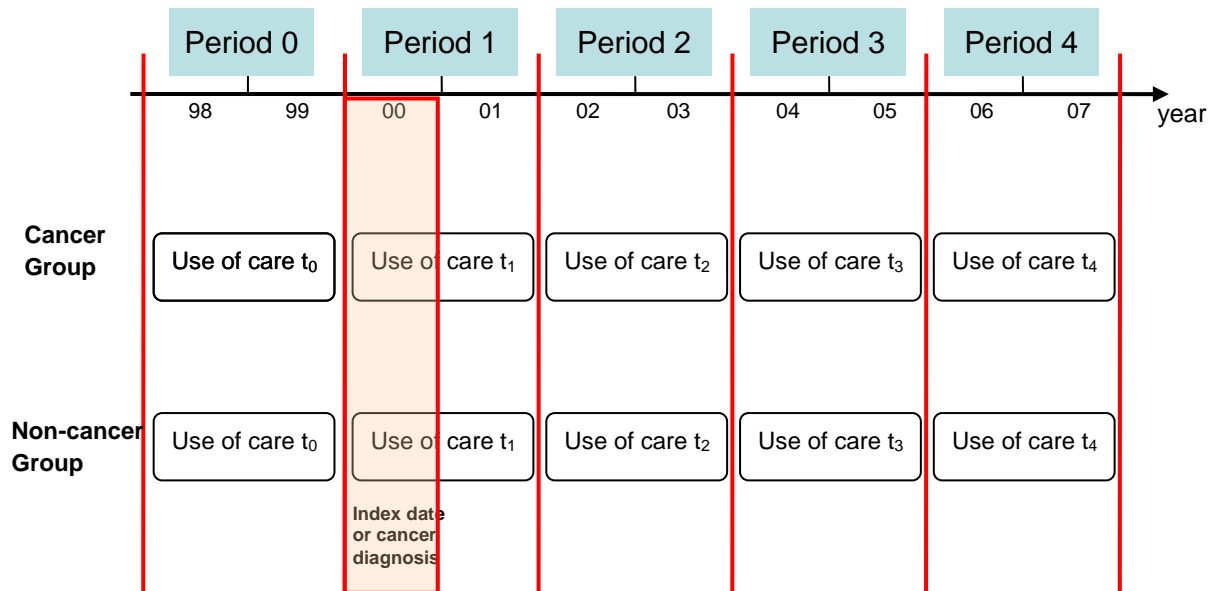 Period 0 Period 1 Period 2 Period 3 Period 4
98 99 00 01 02 03 04 05 06 07 year
Cancer
Group
Use of care t₀ Use of care t₁ Use of care t₂ Use of care t₃ Use of care t₄
Non-cancer
Group
Use of care t₀ Use of care t₁ Use of care t₂ Use of care t₃ Use of care t₄
Index date
or cancer
diagnosis